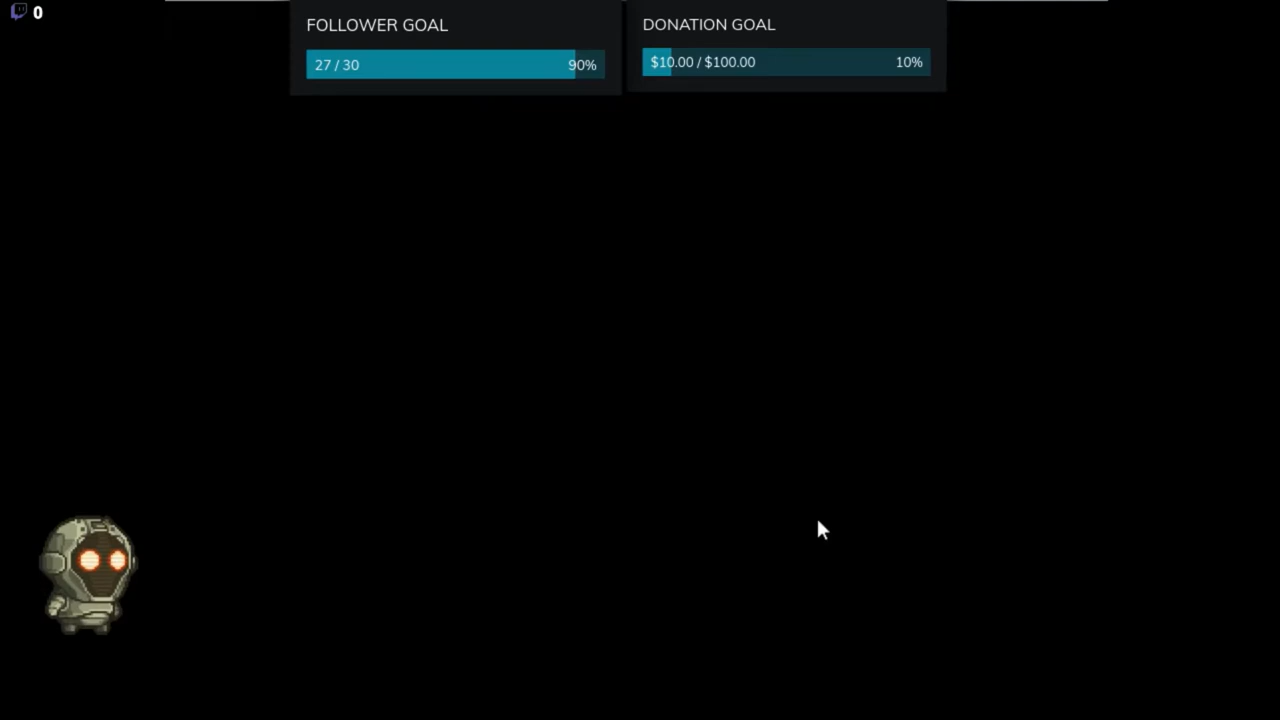 0
FOLLOWER GOAL
27 / 30 90%
DONATION GOAL
$10.00 / $100.00 10%